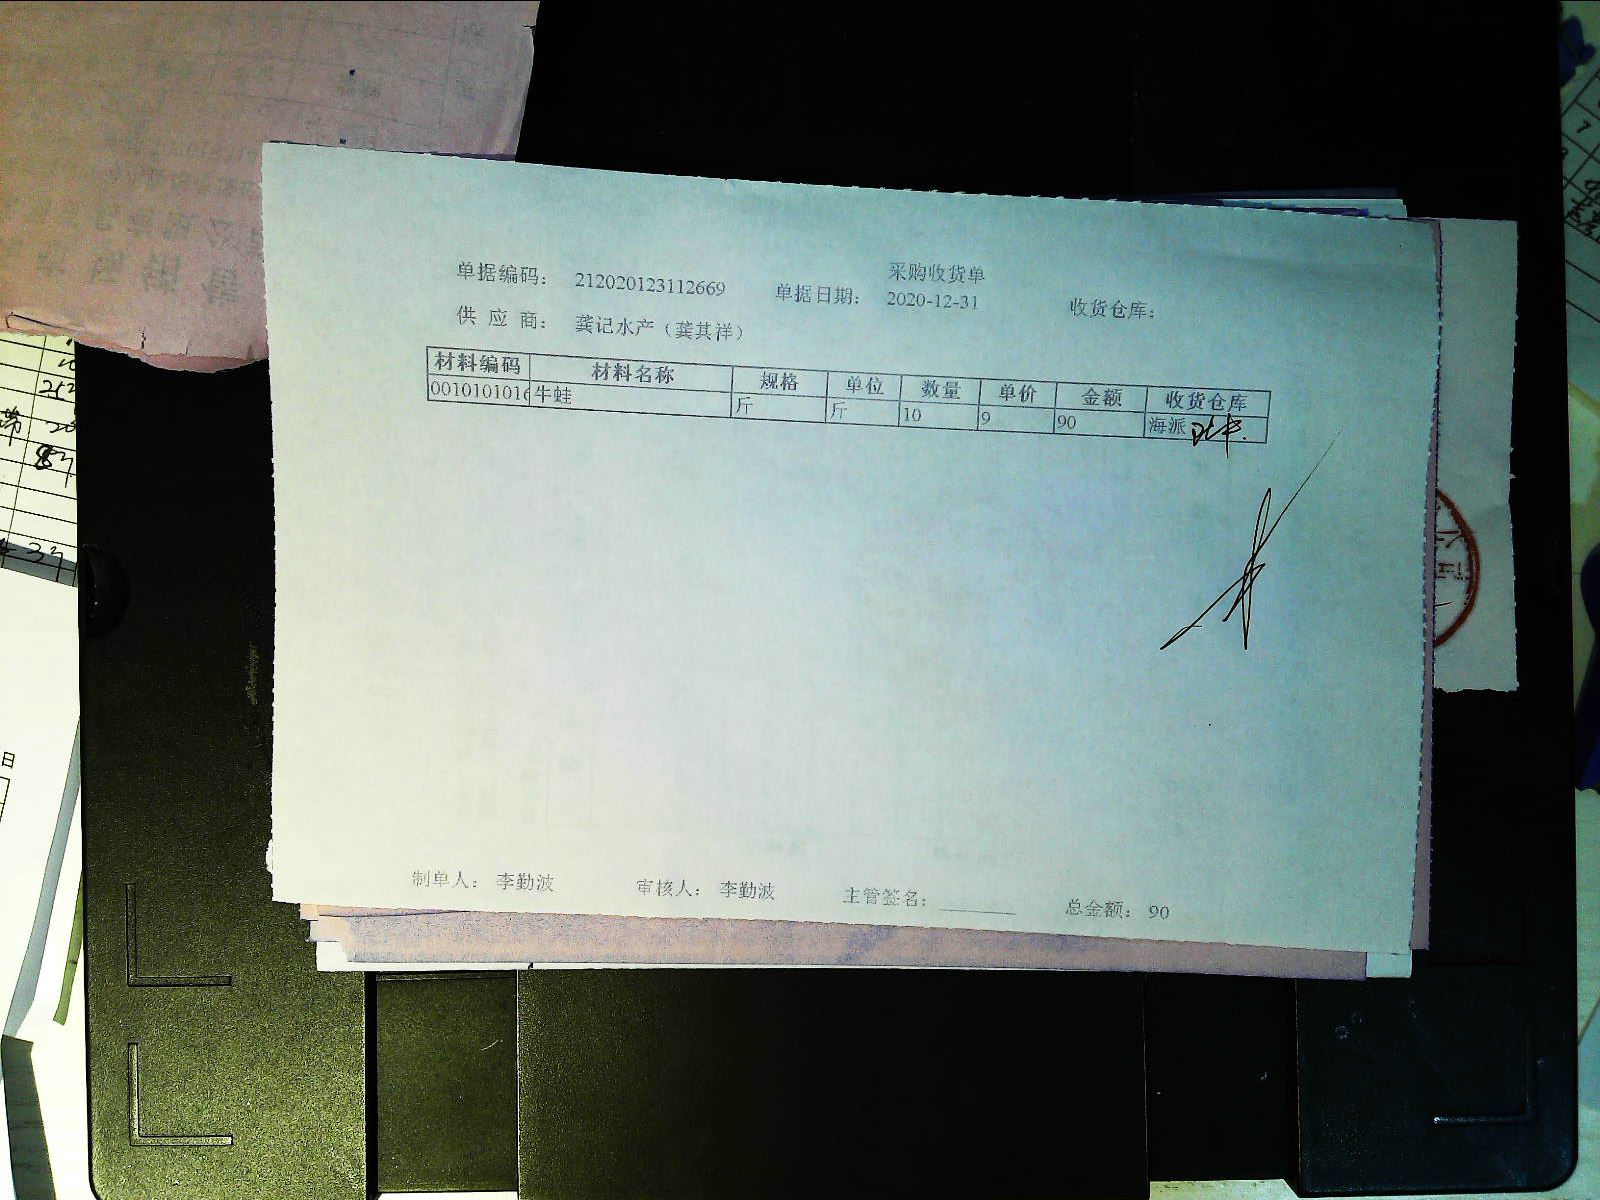 采购收货单
单据编码： 212020123112669 单据日期： 2020-12-31 收货仓库：
供 应 商： 龚记水产（龚其祥）
材料编码 材料名称 规格 单位 数量 单价 金额 收货仓库
0010101016 牛蛙 斤 斤 10 9 90 海派
制单人： 李勤波 审核人： 李勤波 主管签名：________ 总金额： 90